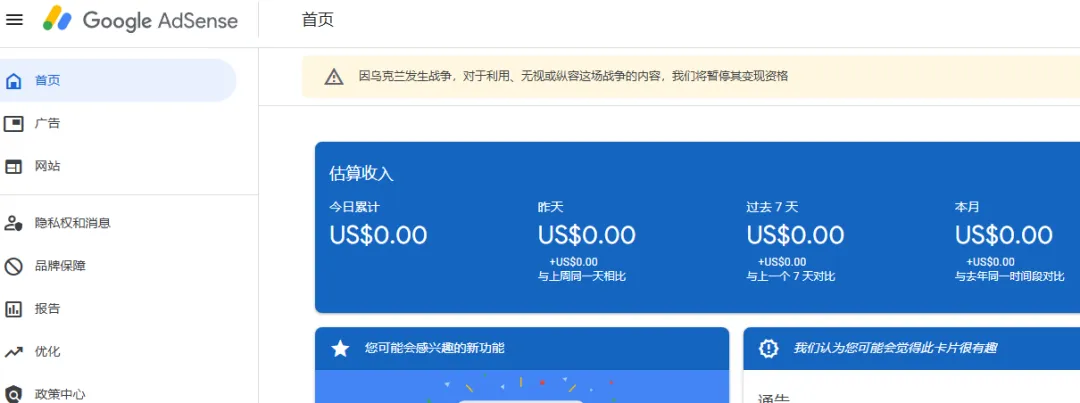 Google AdSense
首页
首页
广告
网站
隐私权和消息
品牌保障
报告
优化
政策中心
因乌克兰发生战争，对于利用、无视或纵容这场战争的内容，我们将暂停其变现资格
估算收入
今日累计
US$0.00
昨天
US$0.00
+US$0.00
与上周同一天相比
过去 7 天
US$0.00
+US$0.00
与上一个 7 天对比
本月
US$0.00
+US$0.00
与去年同一时间段对比
您可能会感兴趣的新功能
我们认为您可能会觉得此卡片很有趣
通告